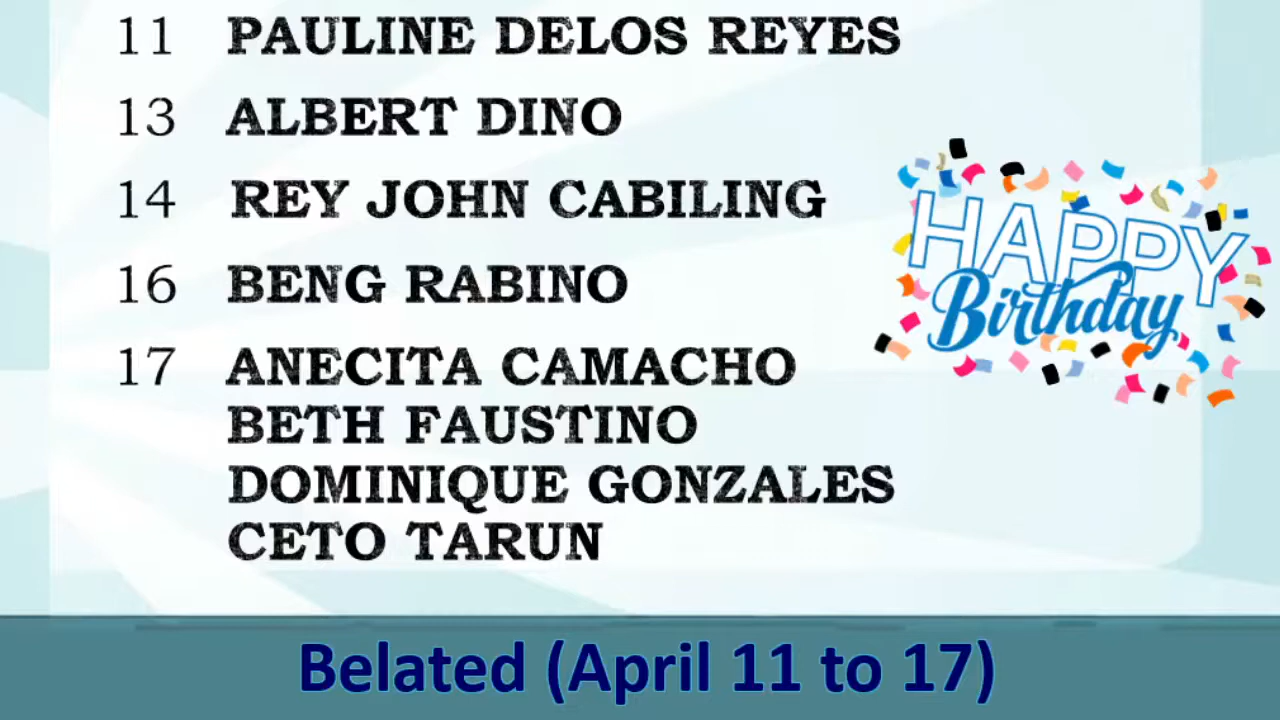 11 PAULINE DELOS REYES
13 ALBERT DINO
14 REY JOHN CABILING
16 BENG RABINO
17 ANECITA CAMACHO
BETH FAUSTINO
DOMINIQUE GONZALES
CETO TARUN
HAPPY
Birthday
Belated (April 11 to 17)